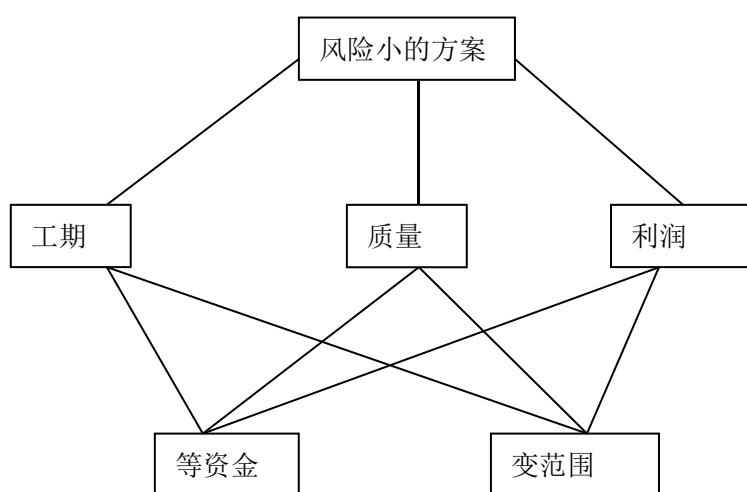 风险小的方案
工期
质量
利润
等资金
变范围